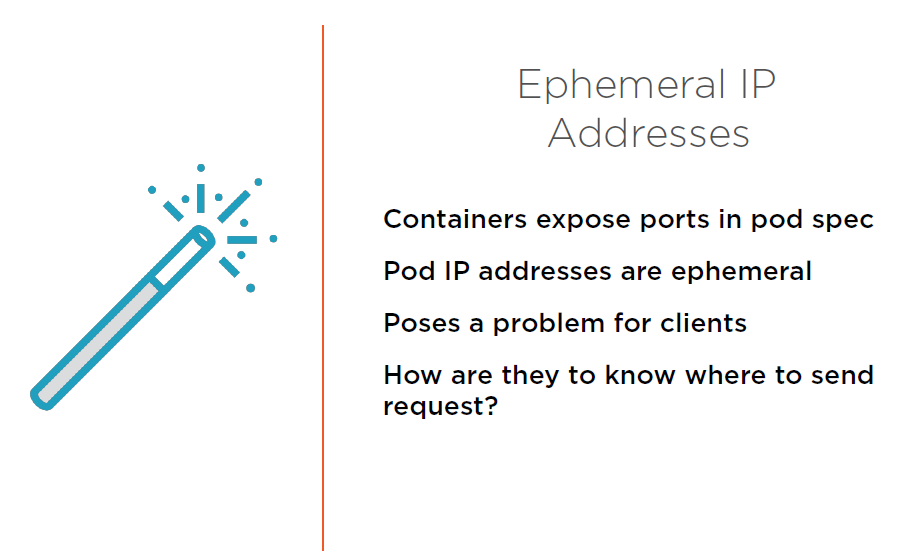 Ephemeral IP
Addresses
Containers expose ports in pod spec
Pod IP addresses are ephemeral
Poses a problem for clients
How are they to know where to send
request?